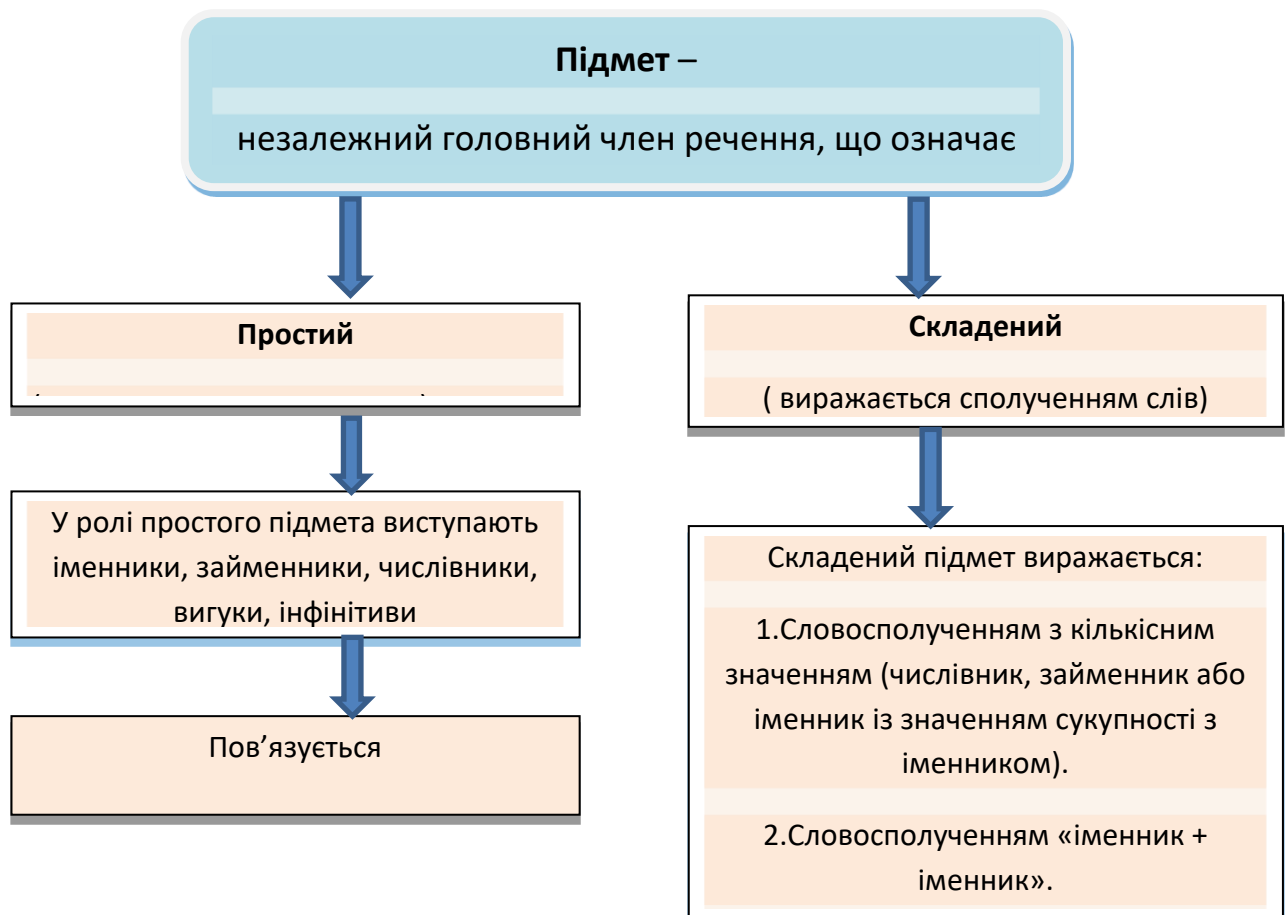 Підмет –
незалежний головний член речення, що означає
Простий
Складений
( виражається сполученням слів)
У ролі простого підмета виступають
іменники, займенники, числівники,
вигуки, інфінітиви
Складений підмет виражається:
1.Словосполученням з кількісним
значенням (числівник, займенник або
іменник із значенням сукупності з
іменником).
2.Словосполученням «іменник +
іменник».
Пов’язується